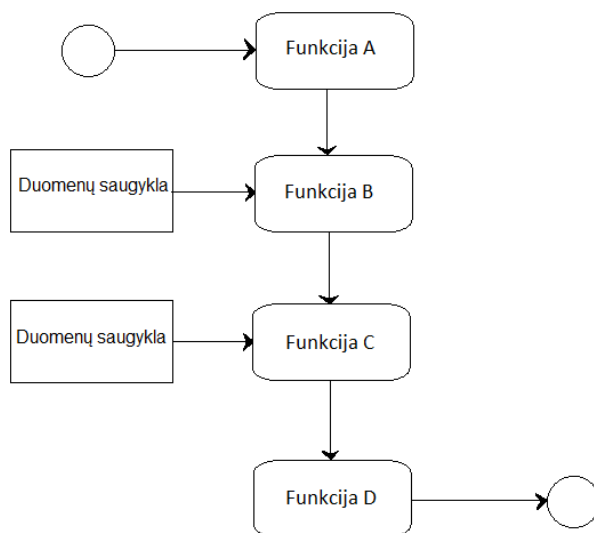 Funkcija A
Duomenų saugykla
Funkcija B
Duomenų saugykla
Funkcija C
Funkcija D